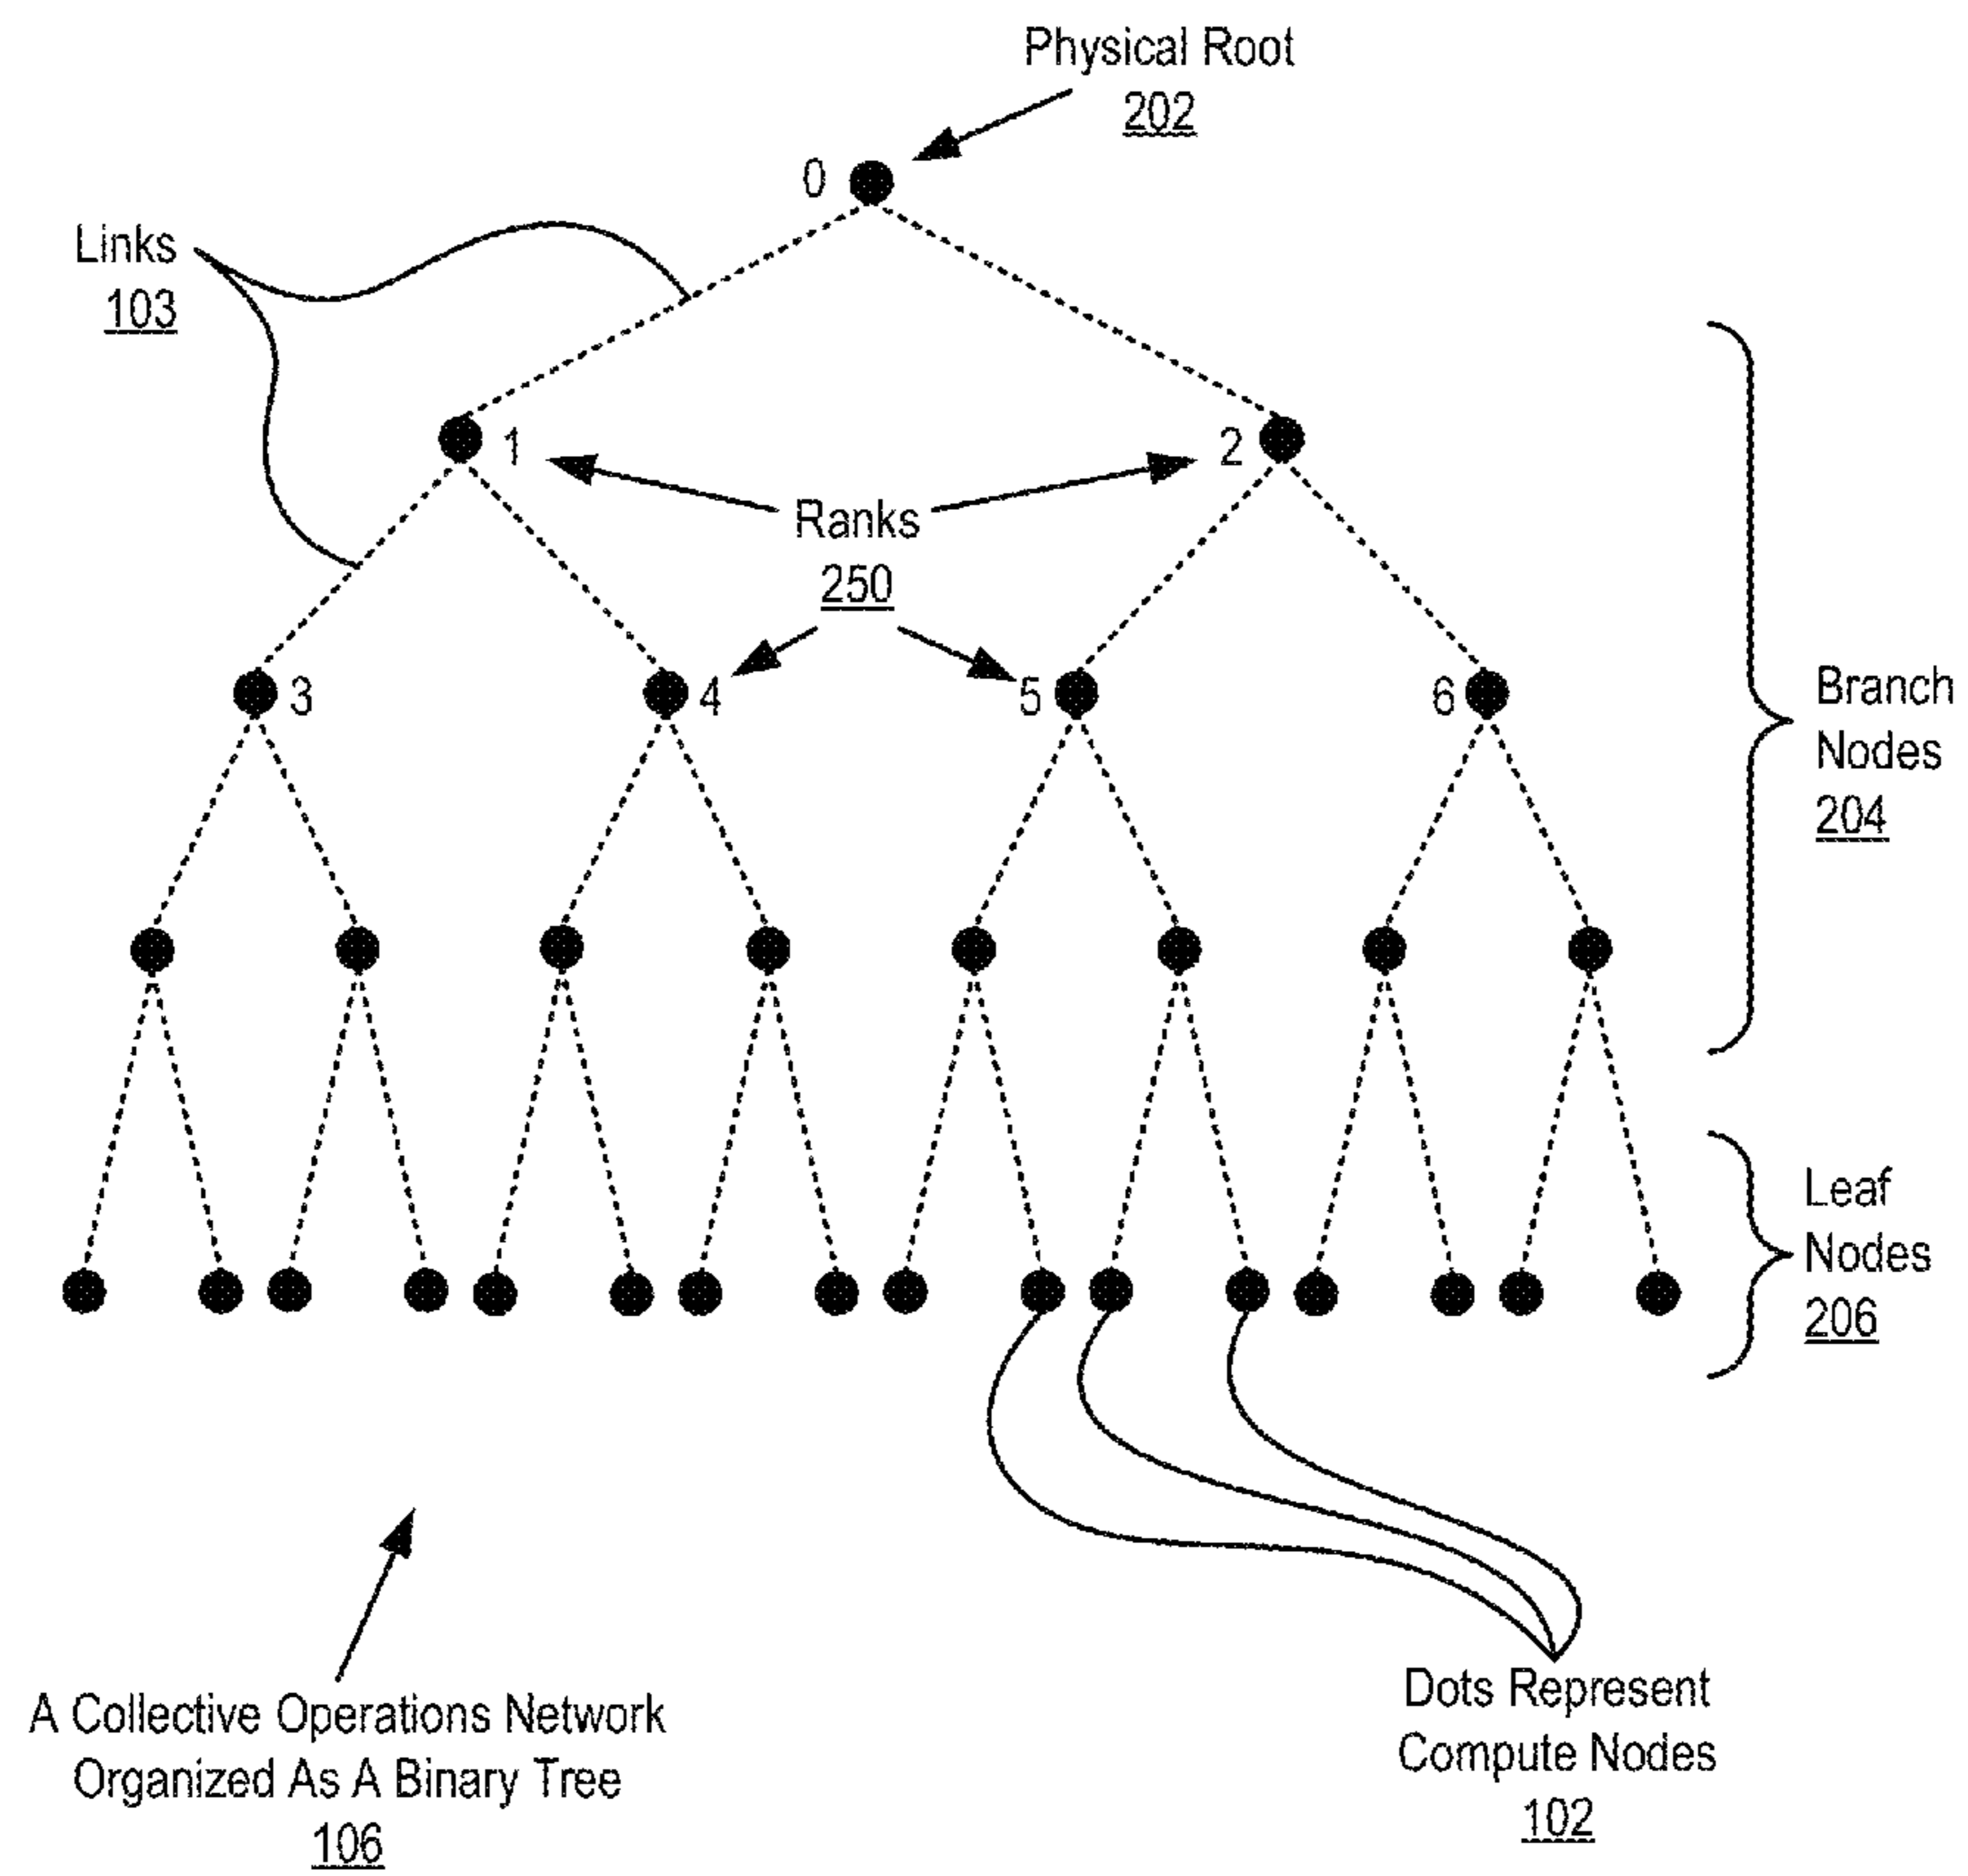 Physical Root
202
0
Links
103
1
2
Ranks
250
3
4
5
6
Branch
Nodes
204
Leaf
Nodes
206
A Collective Operations Network
Organized As A Binary Tree
106
Dots Represent
Compute Nodes
102